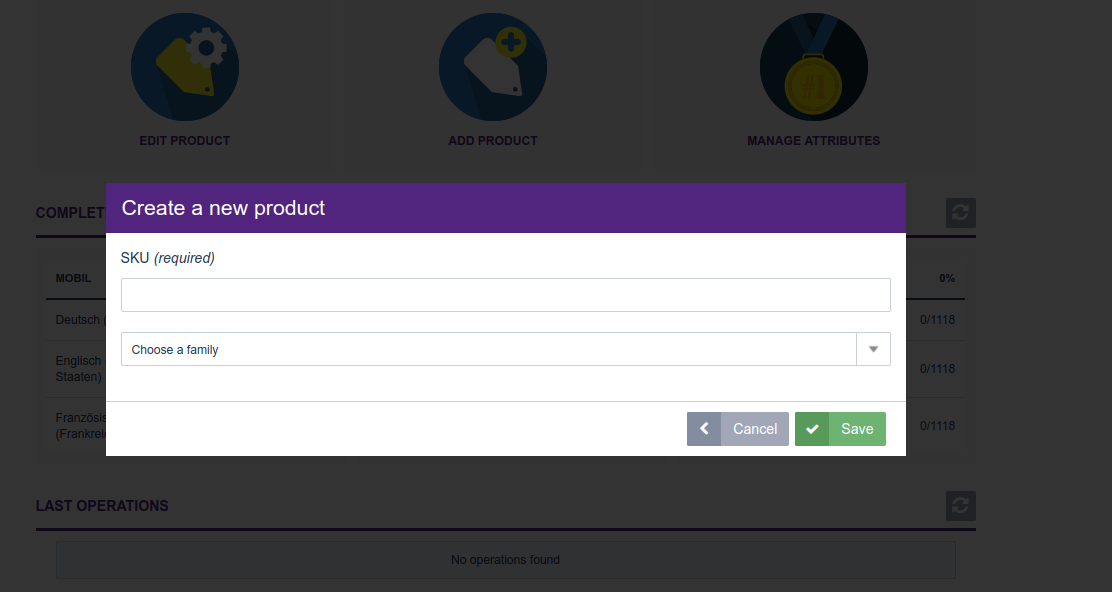 #1
EDIT PRODUCT
ADD PRODUCT
MANAGE ATTRIBUTES
Create a new product
COMPLET
SKU (required)
MOBIL
0%
Deutsch (
0/1118
Choose a family
Englisch
Staaten)
0/1118
Französis
(Frankrei
0/1118
Cancel
Save
LAST OPERATIONS
No operations found